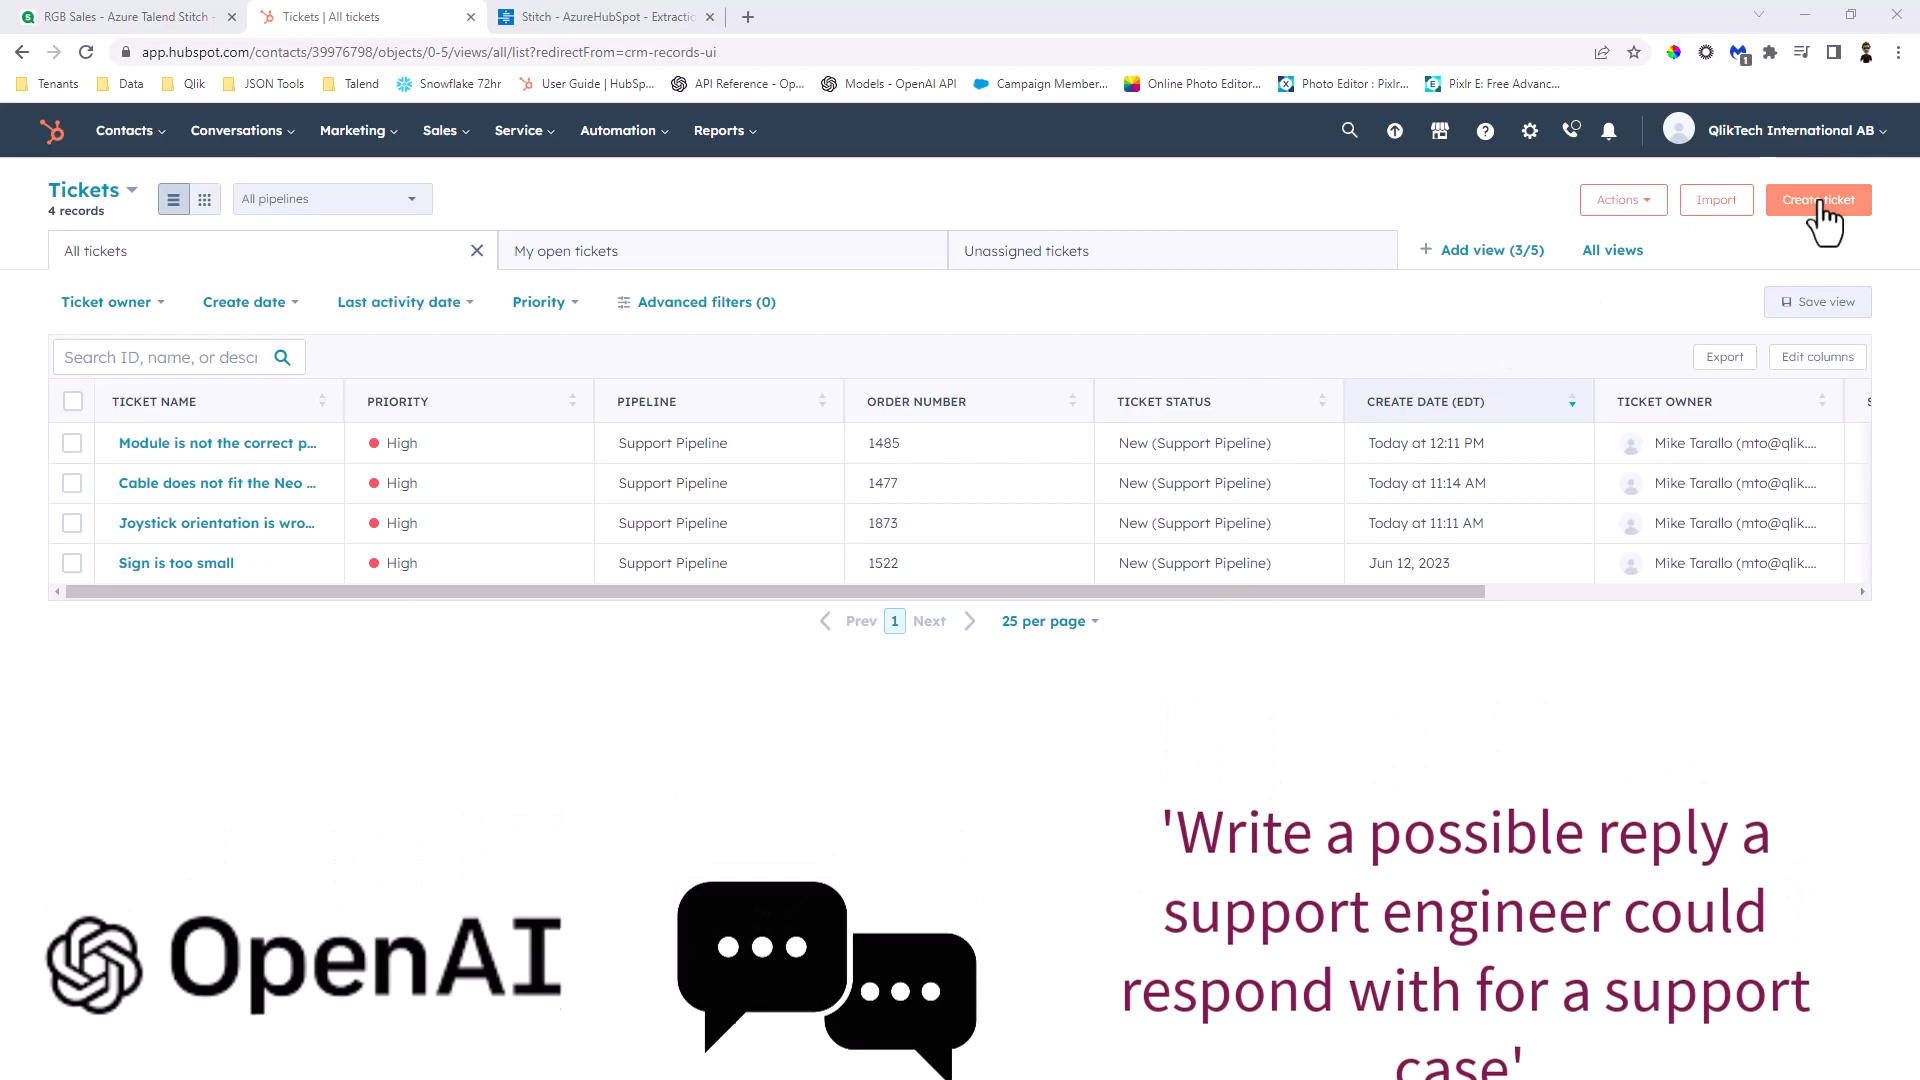 RGB Sales - Azure Talend Stitch -
Tickets | All tickets
Stitch - AzureHubSpot - Extractio
app.hubspot.com/contacts/39976798/objects/0-5/views/all/list?redirectFrom=crm-records-ui
1
Tenants
Data
Qlik
JSON Tools
Talend
Snowflake 72hr
User Guide | HubSp...
API Reference - Op...
Models - OpenAI API
Campaign Member...
Online Photo Editor...
Photo Editor : Pixlr...
Pixlr E: Free Advanc...
Contacts
Conversations
Marketing
Sales
Service
Automation
Reports
QlikTech International AB
Tickets
4 records
All pipelines
Actions
Import
Create ticket
All tickets
My open tickets
Unassigned tickets
Add view (3/5)
All views
Ticket owner
Create date
Last activity date
Priority
Advanced filters (0)
Save view
Search ID, name, or descr
Export
Edit columns
TICKET NAME PRIORITY PIPELINE ORDER NUMBER TICKET STATUS CREATE DATE (EDT) TICKET OWNER
Module is not the correct p... High Support Pipeline 1485 New (Support Pipeline) Today at 12:11 PM Mike Tarallo (mto@qlik....
Cable does not fit the Neo ... High Support Pipeline 1477 New (Support Pipeline) Today at 11:14 AM Mike Tarallo (mto@qlik....
Joystick orientation is wro... High Support Pipeline 1873 New (Support Pipeline) Today at 11:11 AM Mike Tarallo (mto@qlik....
Sign is too small High Support Pipeline 1522 New (Support Pipeline) Jun 12, 2023 Mike Tarallo (mto@qlik....
Prev 1 Next 25 per page
OpenAI
'Write a possible reply a
support engineer could
respond with for a support
case'